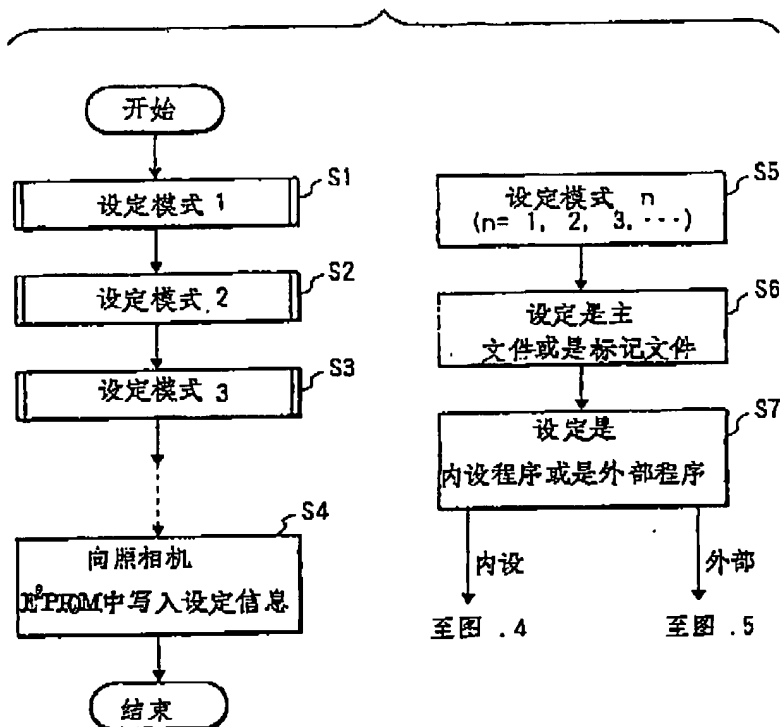 开始
设定模式 1
S1
设定模式 2
S2
设定模式 3
S3
S4
向照相机
E²PROM中写入设定信息
结束
S5
设定模式 n
(n= 1, 2, 3, ···)
S6
设定是主
文件或是标记文件
S7
设定是
内设程序或是外部程序
内设
外部
至图 .4
至图 .5